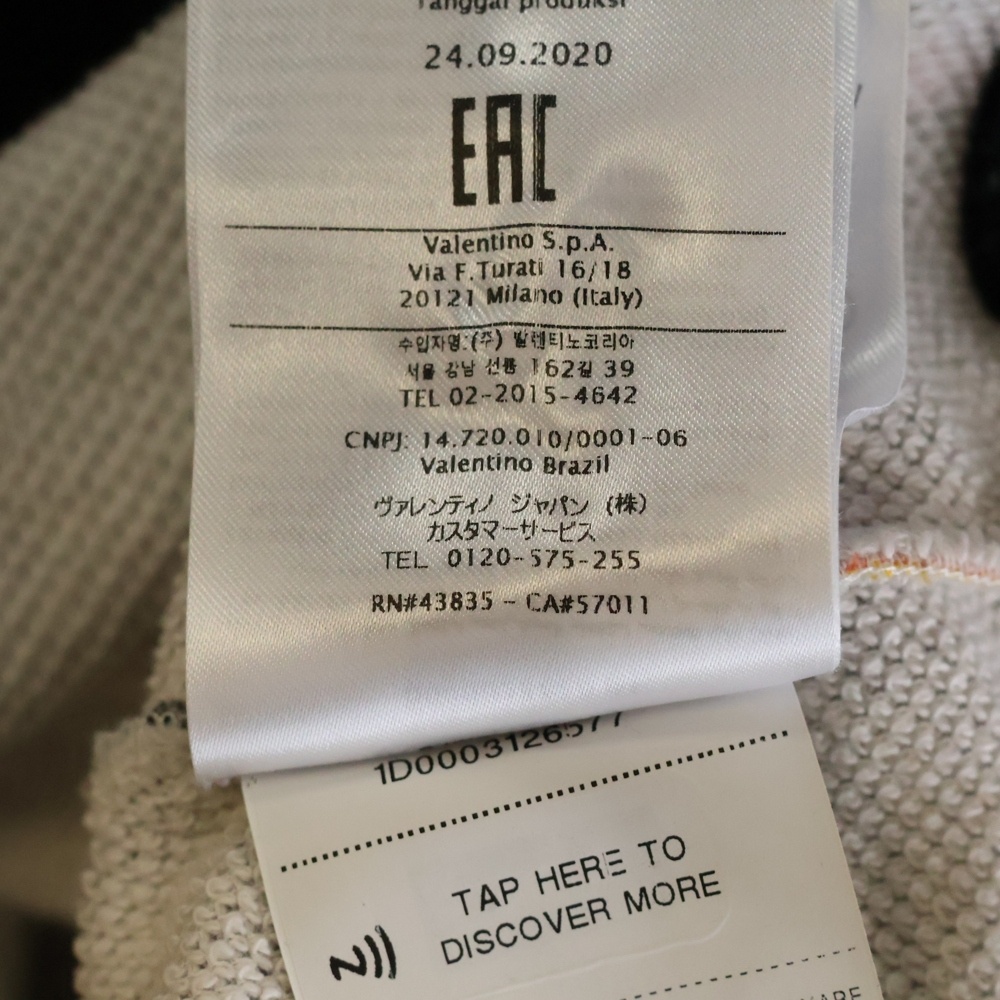 Tanggal produksi
24.09.2020
EAC
Valentino S.p.A.
Via F.Turati 16/18
20121 Milano (Italy)
수입자명:(주) 발렌티노코리아
서울 강남 선릉 162길 39
TEL 02-2015-4642
CNPJ: 14.720.010/0001-06
Valentino Brazil
ヴァレンティノ ジャパン (株)
カスタマーサービス
TEL 0120-575-255
RN#43835 - CA#57011
1D0003126577
TAP HERE TO
DISCOVER MORE